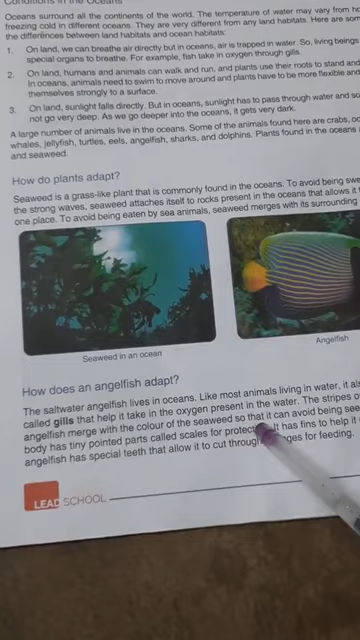 Conditions in the Oceans
Oceans surround all the continents of the world. The temperature of water may vary from
freezing cold in different oceans. They are very different from any land habitats. Here are
the differences between land habitats and ocean habitats:
1. On land, we can breathe air directly but in oceans, air is trapped in water. So, living beings
special organs to breathe. For example, fish take in oxygen through gills.
2. On land, humans and animals can walk and run, and plants use their roots to stand and
In oceans, animals need to swim to move around and plants have to be more flexible and
themselves strongly to a surface.
3. On land, sunlight falls directly. But in oceans, sunlight has to pass through water and so
not go very deep. As we go deeper into the oceans, it gets very dark.
A large number of animals live in the oceans. Some of the animals found here are crabs,
whales, jellyfish, turtles, eels, angelfish, sharks, and dolphins. Plants found in the oceans
and seaweed.
How do plants adapt?
Seaweed is a grass-like plant that is commonly found in the oceans. To avoid being
the strong waves, seaweed attaches itself to rocks present in the oceans that allows it
one place. To avoid being eaten by sea animals, seaweed merges with its surrounding
Seaweed in an ocean
Angelfish
How does an angelfish adapt?
The saltwater angelfish lives in oceans. Like most animals living in water, it
called gills that help it take in the oxygen present in the water. The stripes
angelfish merge with the colour of the seaweed so that it can avoid being
body has tiny pointed parts called scales for It has fins to help it
angelfish has special teeth that allow it to cut through for feeding.
LEAD SCHOOL